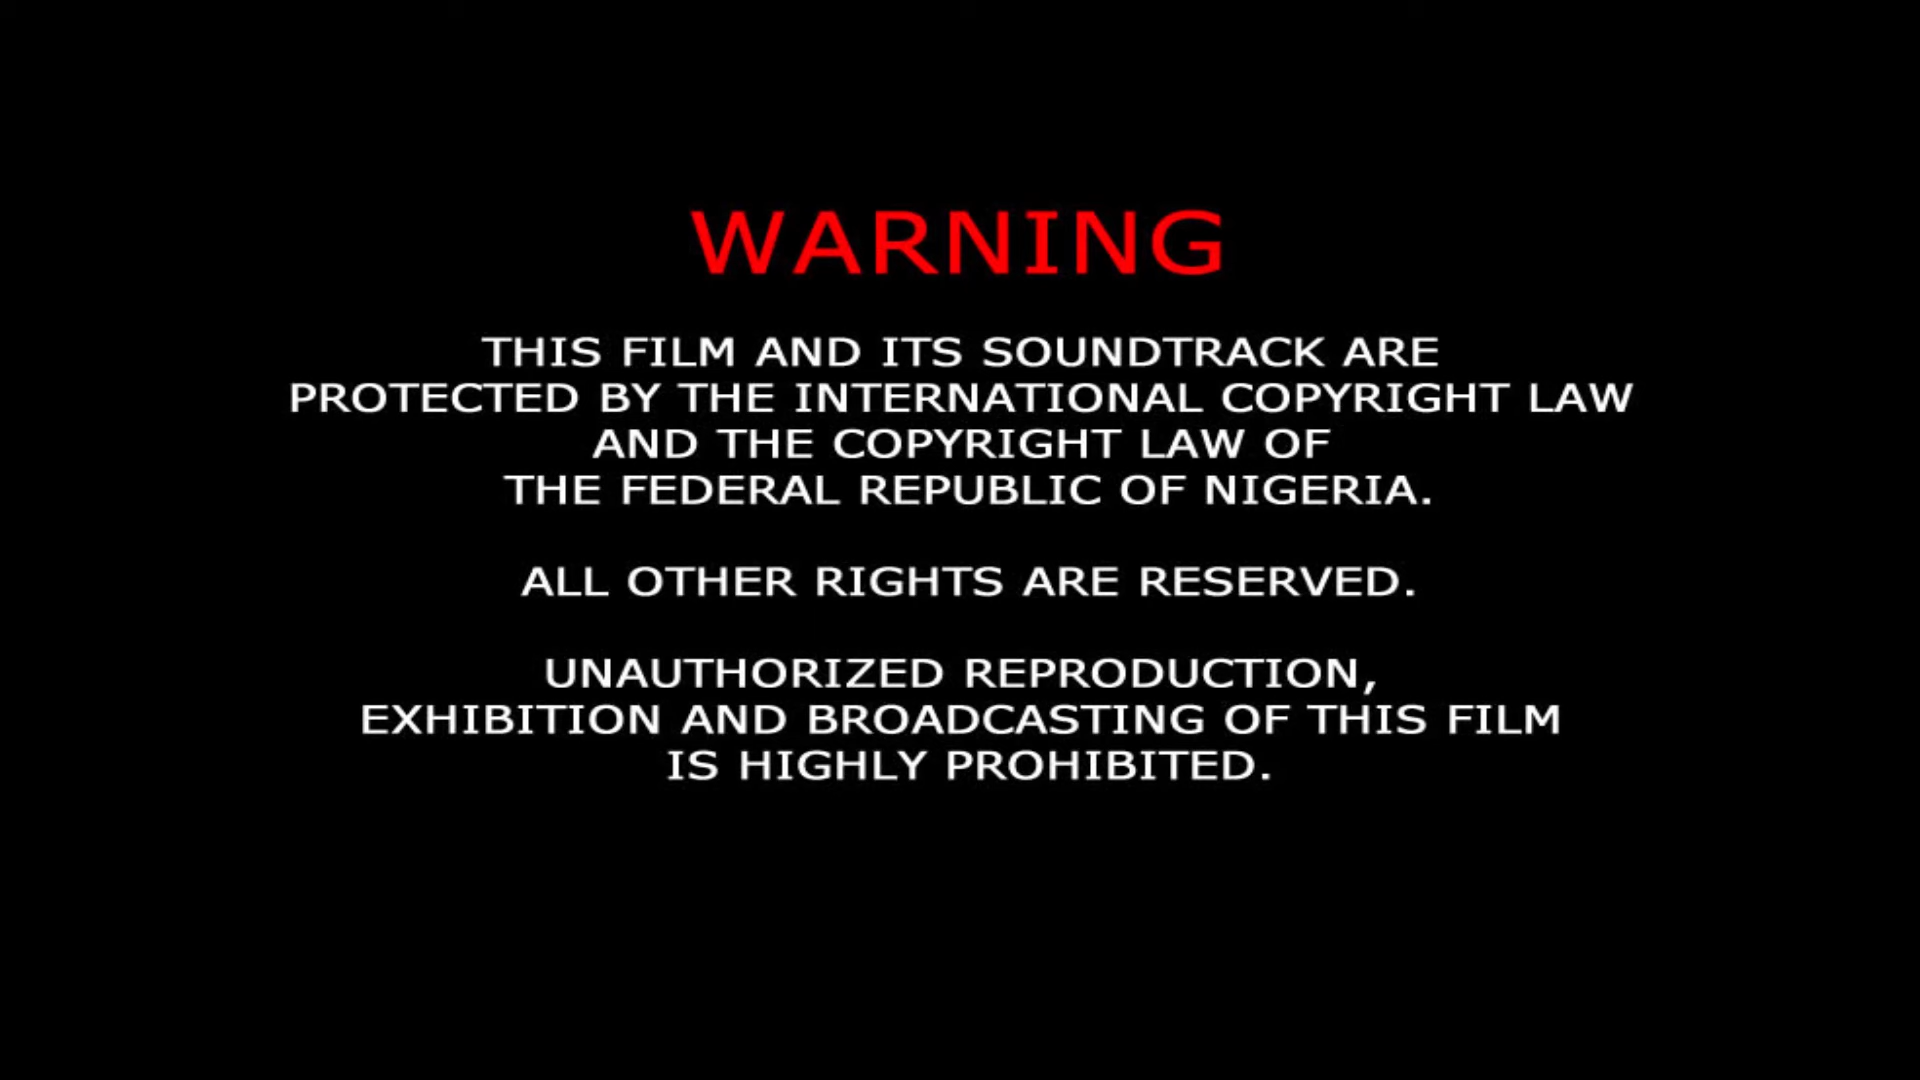 WARNING
THIS FILM AND ITS SOUNDTRACK ARE
PROTECTED BY THE INTERNATIONAL COPYRIGHT LAW
AND THE COPYRIGHT LAW OF
THE FEDERAL REPUBLIC OF NIGERIA.
ALL OTHER RIGHTS ARE RESERVED.
UNAUTHORIZED REPRODUCTION,
EXHIBITION AND BROADCASTING OF THIS FILM
IS HIGHLY PROHIBITED.